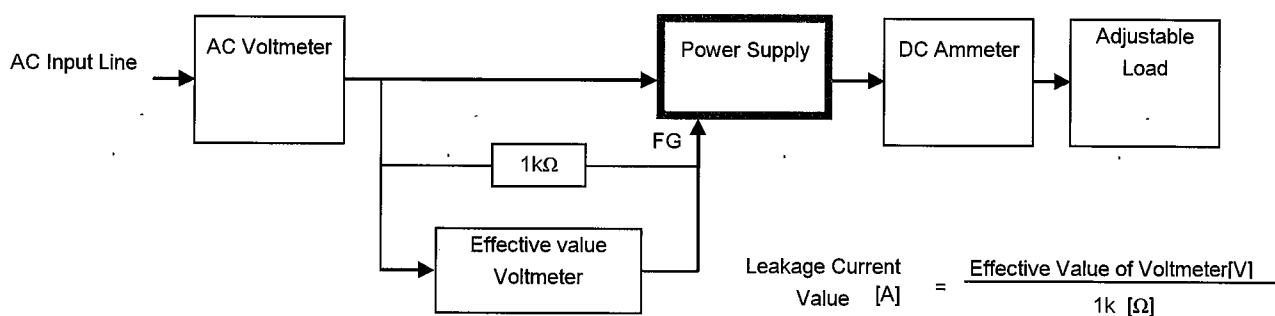 AC Input Line
AC Voltmeter
Power Supply
DC Ammeter
Adjustable
Load
FG
1kΩ
Effective value
Voltmeter
Leakage Current
Value [A]
=
Effective Value of Voltmeter[V]
1k [Ω]